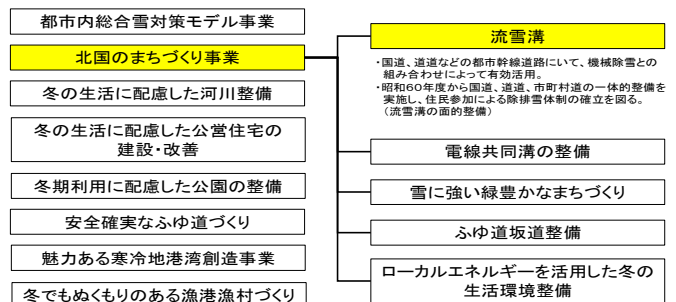 都市内総合雪対策モデル事業
北国のまちづくり事業
冬の生活に配慮した河川整備
冬の生活に配慮した公営住宅の
建設・改善
冬期利用に配慮した公園の整備
安全確実なふゆ道づくり
魅力ある寒冷地港湾創造事業
冬でもぬくもりのある漁港漁村づくり
流雪溝
・国道、道道などの都市幹線道路にいて、機械除雪との
組み合わせによって有効活用。
・昭和60年度から国道、道道、市町村道の一体的整備を
実施し、住民参加による除排雪体制の確立を図る。
（流雪溝の面的整備）
電線共同溝の整備
雪に強い緑豊かなまちづくり
ふゆ道坂道整備
ローカルエネルギーを活用した冬の
生活環境整備